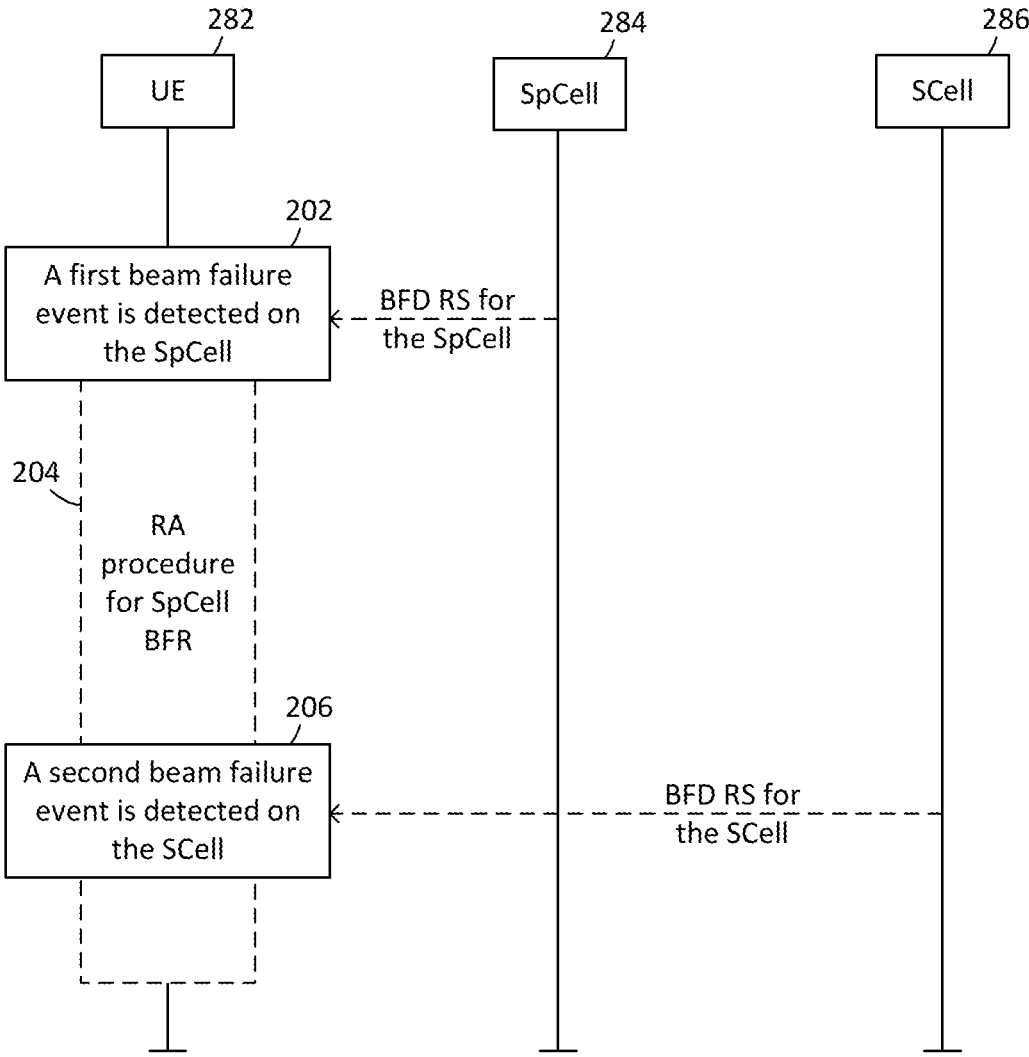 282
284
286
UE
SpCell
SCell
202
A first beam failure
event is detected on
the SpCell
BFD RS for
the SpCell
204
RA
procedure
for SpCell
BFR
206
A second beam failure
event is detected on
the SCell
BFD RS for
the SCell